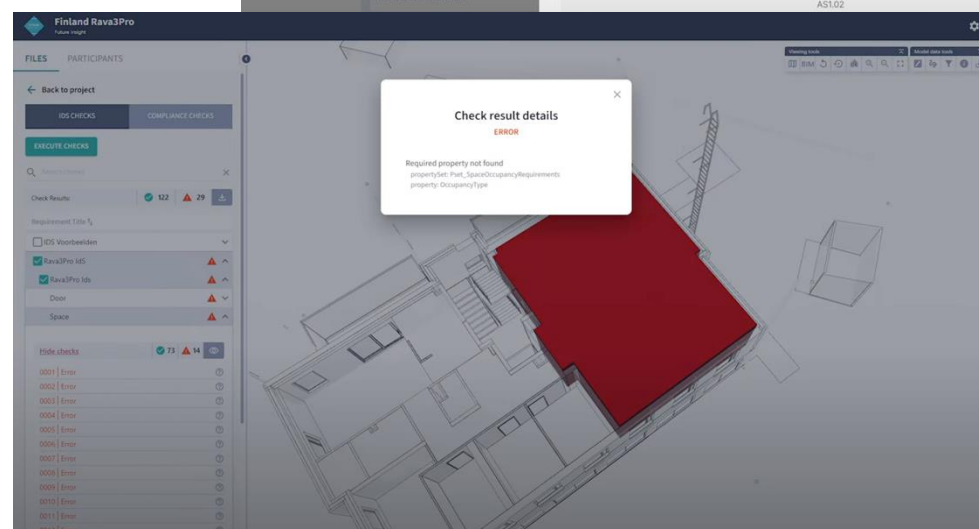 AS1.02
Finland Rava3Pro
Future Insight
FILES PARTICIPANTS
Back to project
IDS CHECKS COMPLIANCE CHECKS
EXECUTE CHECKS
Check Results: 122 29
Requirement Title
IDS Voorbeelden
Rava3Pro IdS
Rava3Pro Ids
Door
Space
Hide checks 73 14
0001 | Error
0002 | Error
0003 | Error
0004 | Error
0005 | Error
0006 | Error
0007 | Error
0008 | Error
0009 | Error
0010 | Error
0011 | Error
Check result details
ERROR
Required property not found
propertySet: Pset_SpaceOccupancyRequirements
property: OccupancyType
Viewing tools Model data tools
BIM